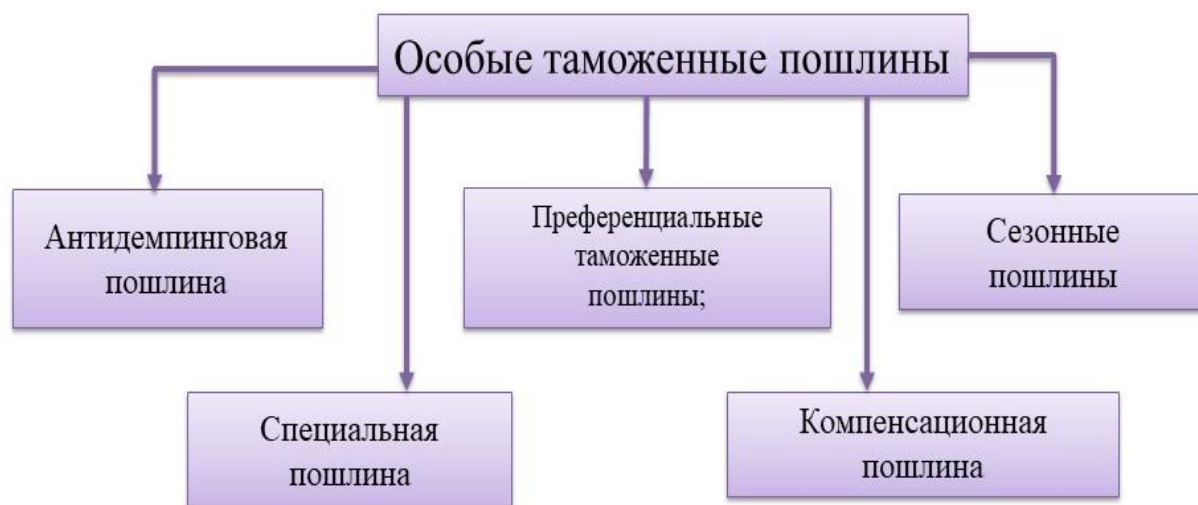 Особые таможенные пошлины
Антидемпинговая
пошлина
Преференциальные
таможенные
пошлины;
Сезонные
пошлины
Специальная
пошлина
Компенсационная
пошлина